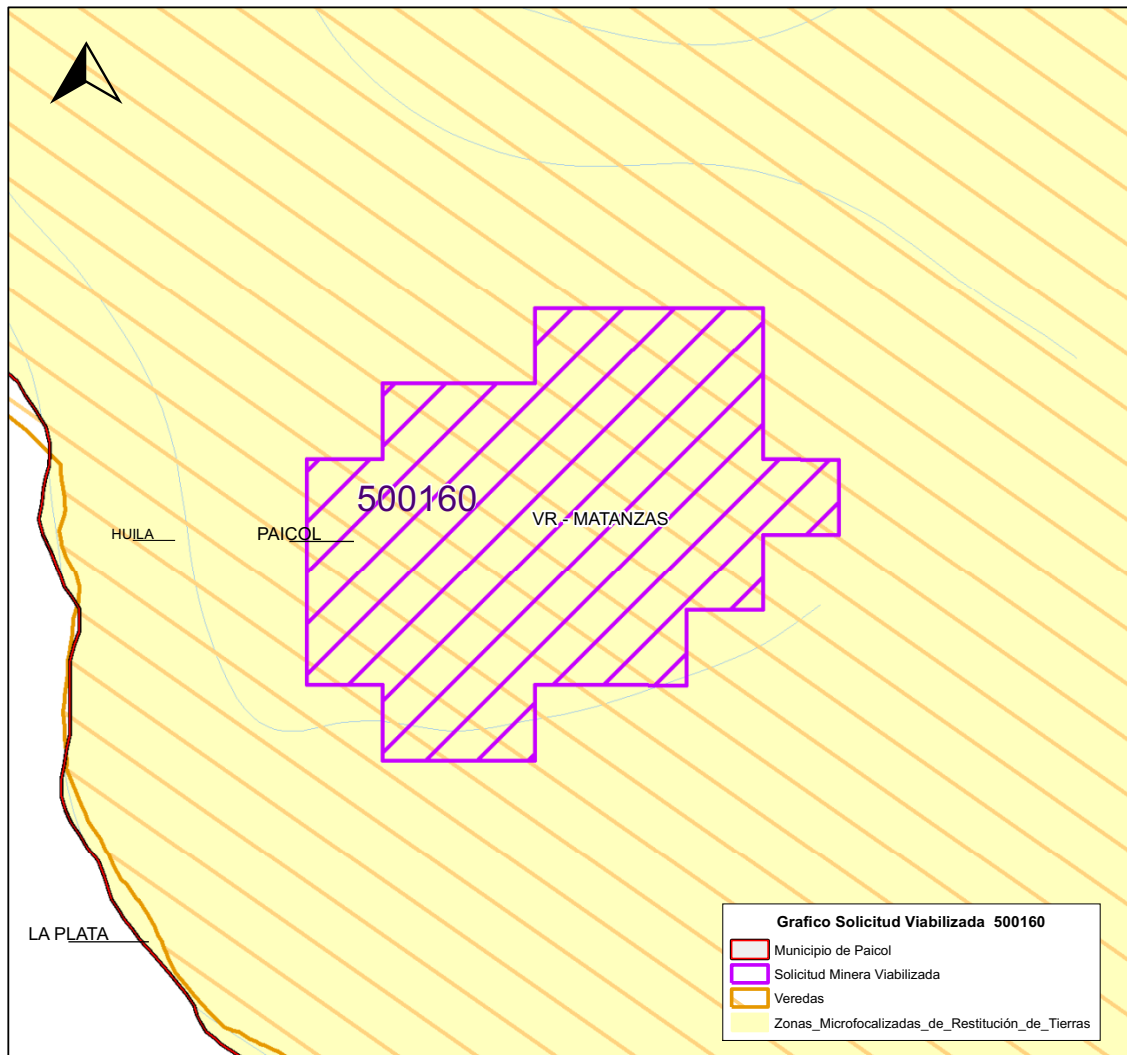 500160
VR - MATANZAS
HUILA
PAICOL
LA PLATA
Grafico Solicitud Viabilizada 500160
Municipio de Paicol
Solicitud Minera Viabilizada
Veredas
Zonas_Microfocalizadas_de_Restitución_de_Tierras